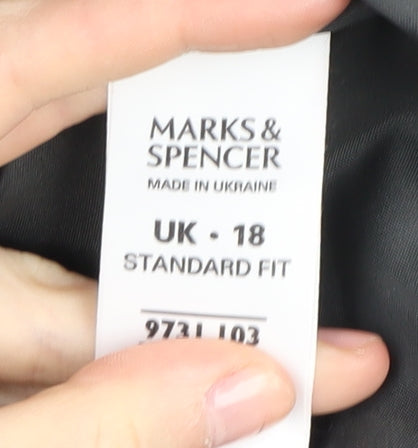 MARKS &
SPENCER
MADE IN UKRAINE
UK • 18
STANDARD FIT
9731 103